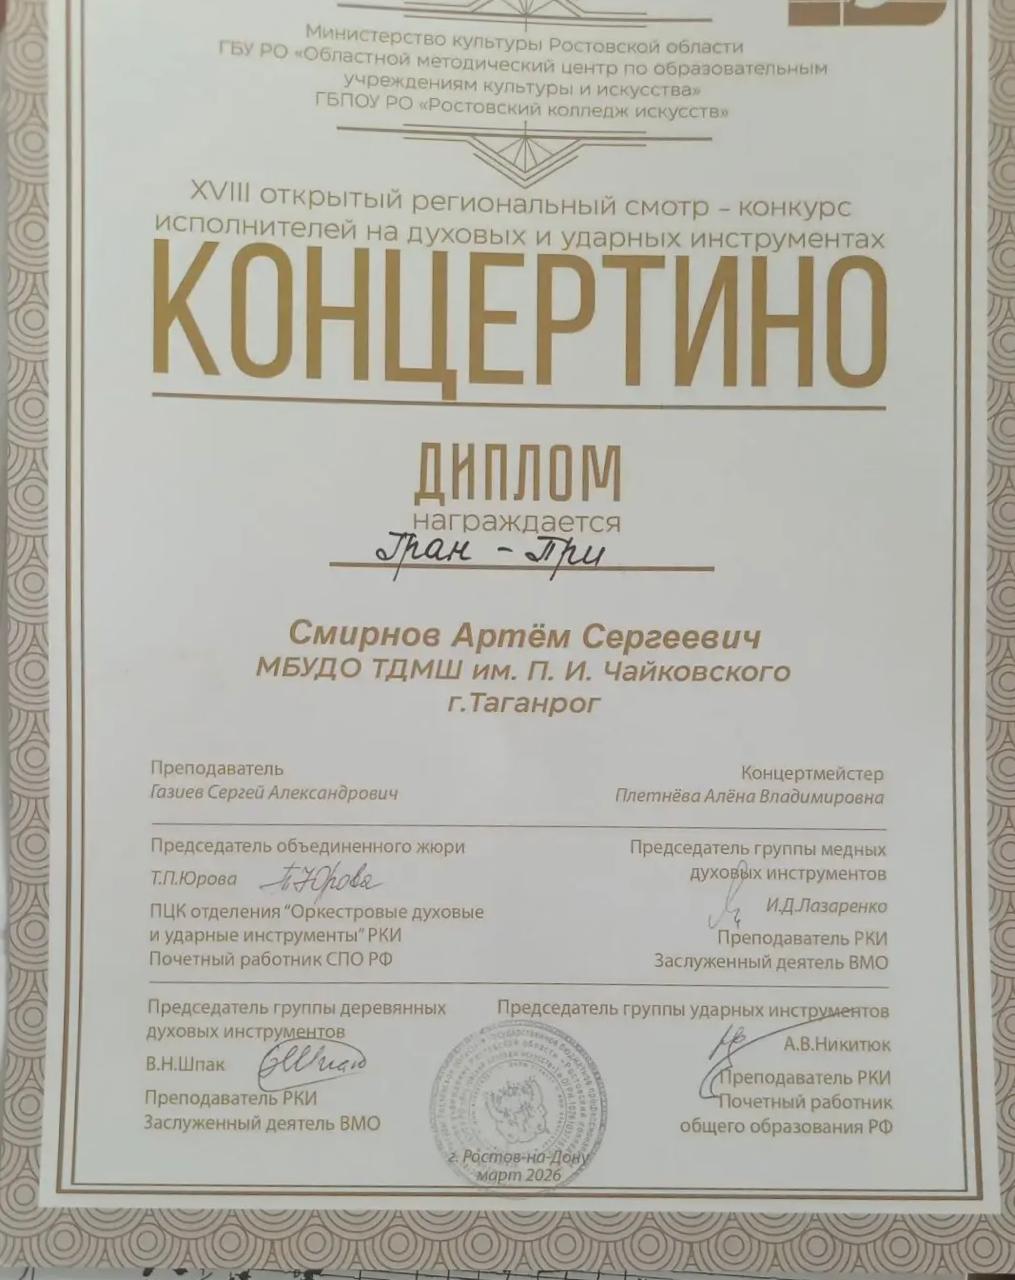 Министерство культуры Ростовской области
ГБУ РО «Областной методический центр по образовательным
учреждениям культуры и искусства»
ГБПОУ РО «Ростовский колледж искусств»
XVIII открытый региональный смотр – конкурс
исполнителей на духовых и ударных инструментах
КОНЦЕРТИНО
ДИПЛОМ
награждается
Гран - При
Смирнов Артём Сергеевич
МБУДО ТДМШ им. П. И. Чайковского
г.Таганрог
Преподаватель
Газиев Сергей Александрович
Концертмейстер
Плетнёва Алёна Владимировна
Председатель объединенного жюри
Т.П.Юрова
ПЦК отделения "Оркестровые духовые
и ударные инструменты" РКИ
Почетный работник СПО РФ
Председатель группы медных
духовых инструментов
И.Д.Лазаренко
Преподаватель РКИ
Заслуженный деятель ВМО
Председатель группы деревянных
духовых инструментов
В.Н.Шпак
Преподаватель РКИ
Заслуженный деятель ВМО
Председатель группы ударных инструментов
А.В.Никитюк
Преподаватель РКИ
Почетный работник
общего образования РФ
г. Ростов-на-Дону
март 2026